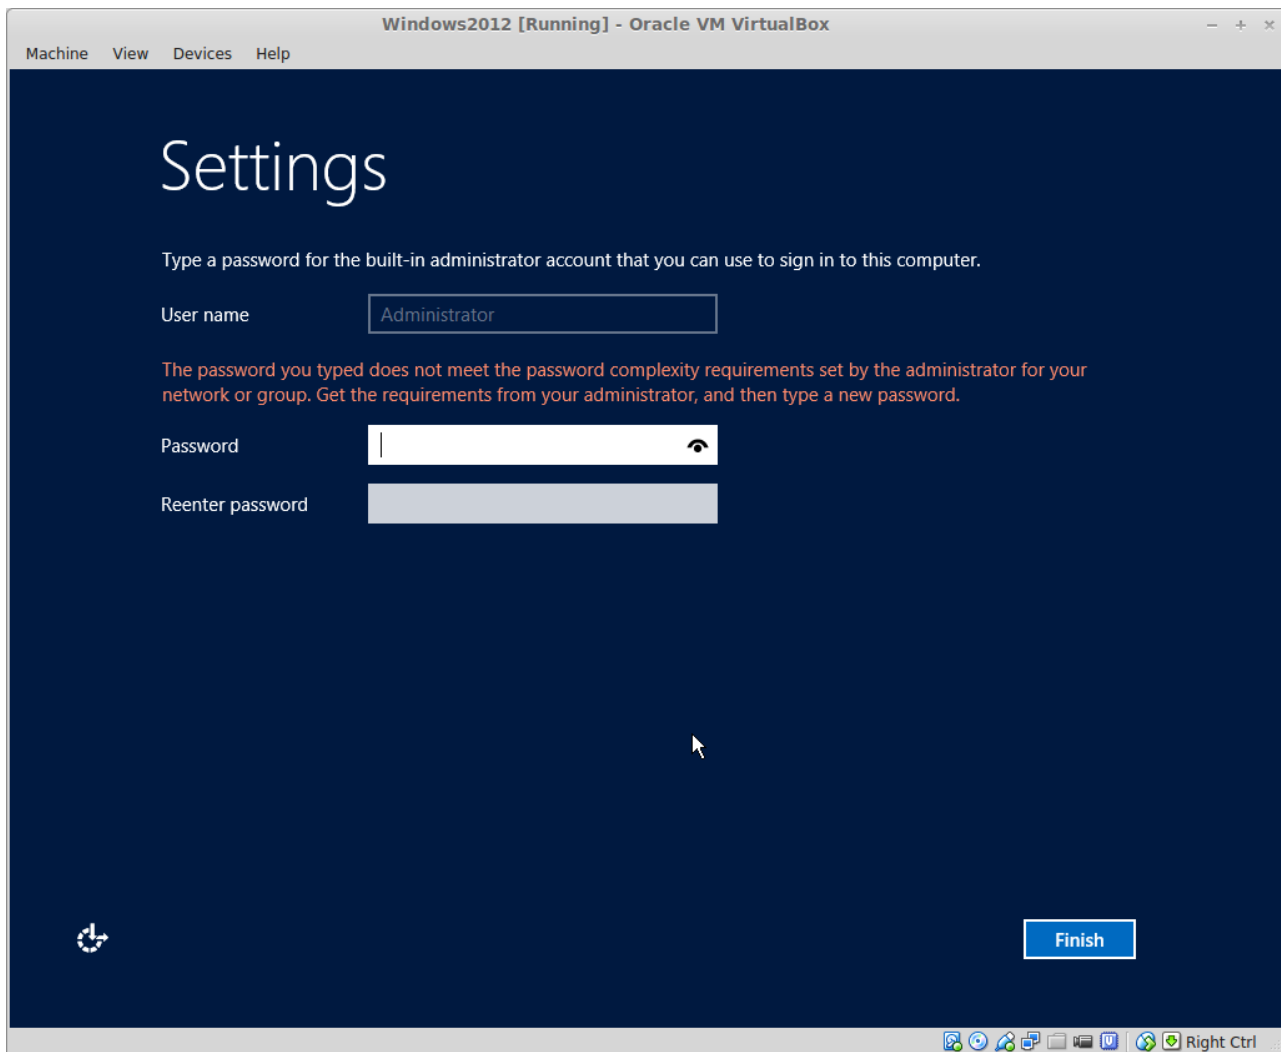 Windows2012 [Running] - Oracle VM VirtualBox
Machine View Devices Help
Settings
Type a password for the built-in administrator account that you can use to sign in to this computer.
User name Administrator
The password you typed does not meet the password complexity requirements set by the administrator for your
network or group. Get the requirements from your administrator, and then type a new password.
Password
Reenter password
Finish
Right Ctrl